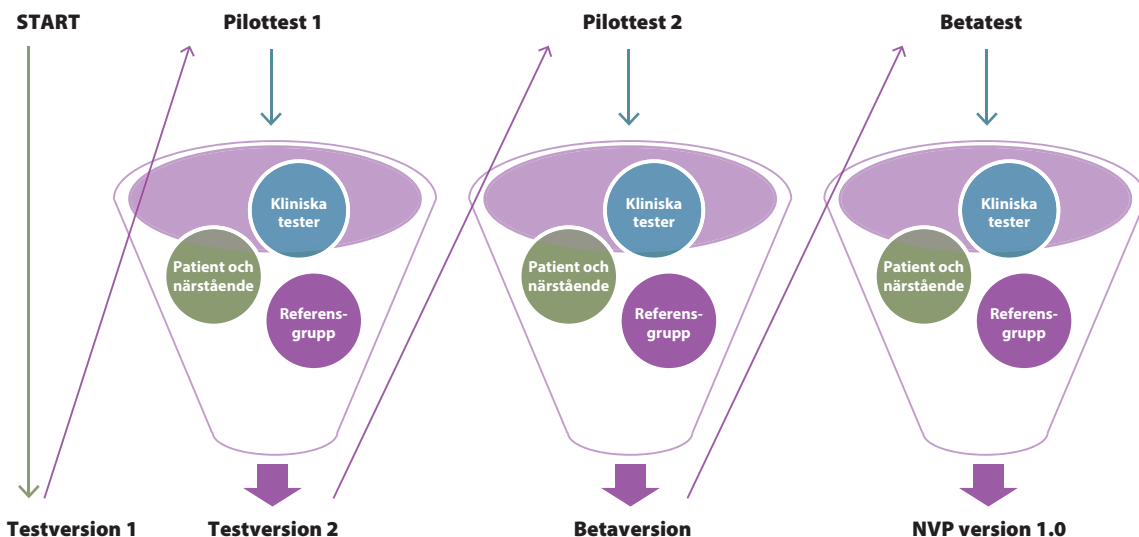 START
Pilottest 1
Pilottest 2
Betatest
Kliniska
tester
Patient och
närstående
Referens-
grupp
Kliniska
tester
Patient och
närstående
Referens-
grupp
Kliniska
tester
Patient och
närstående
Referens-
grupp
Testversion 1
Testversion 2
Betaversion
NVP version 1.0